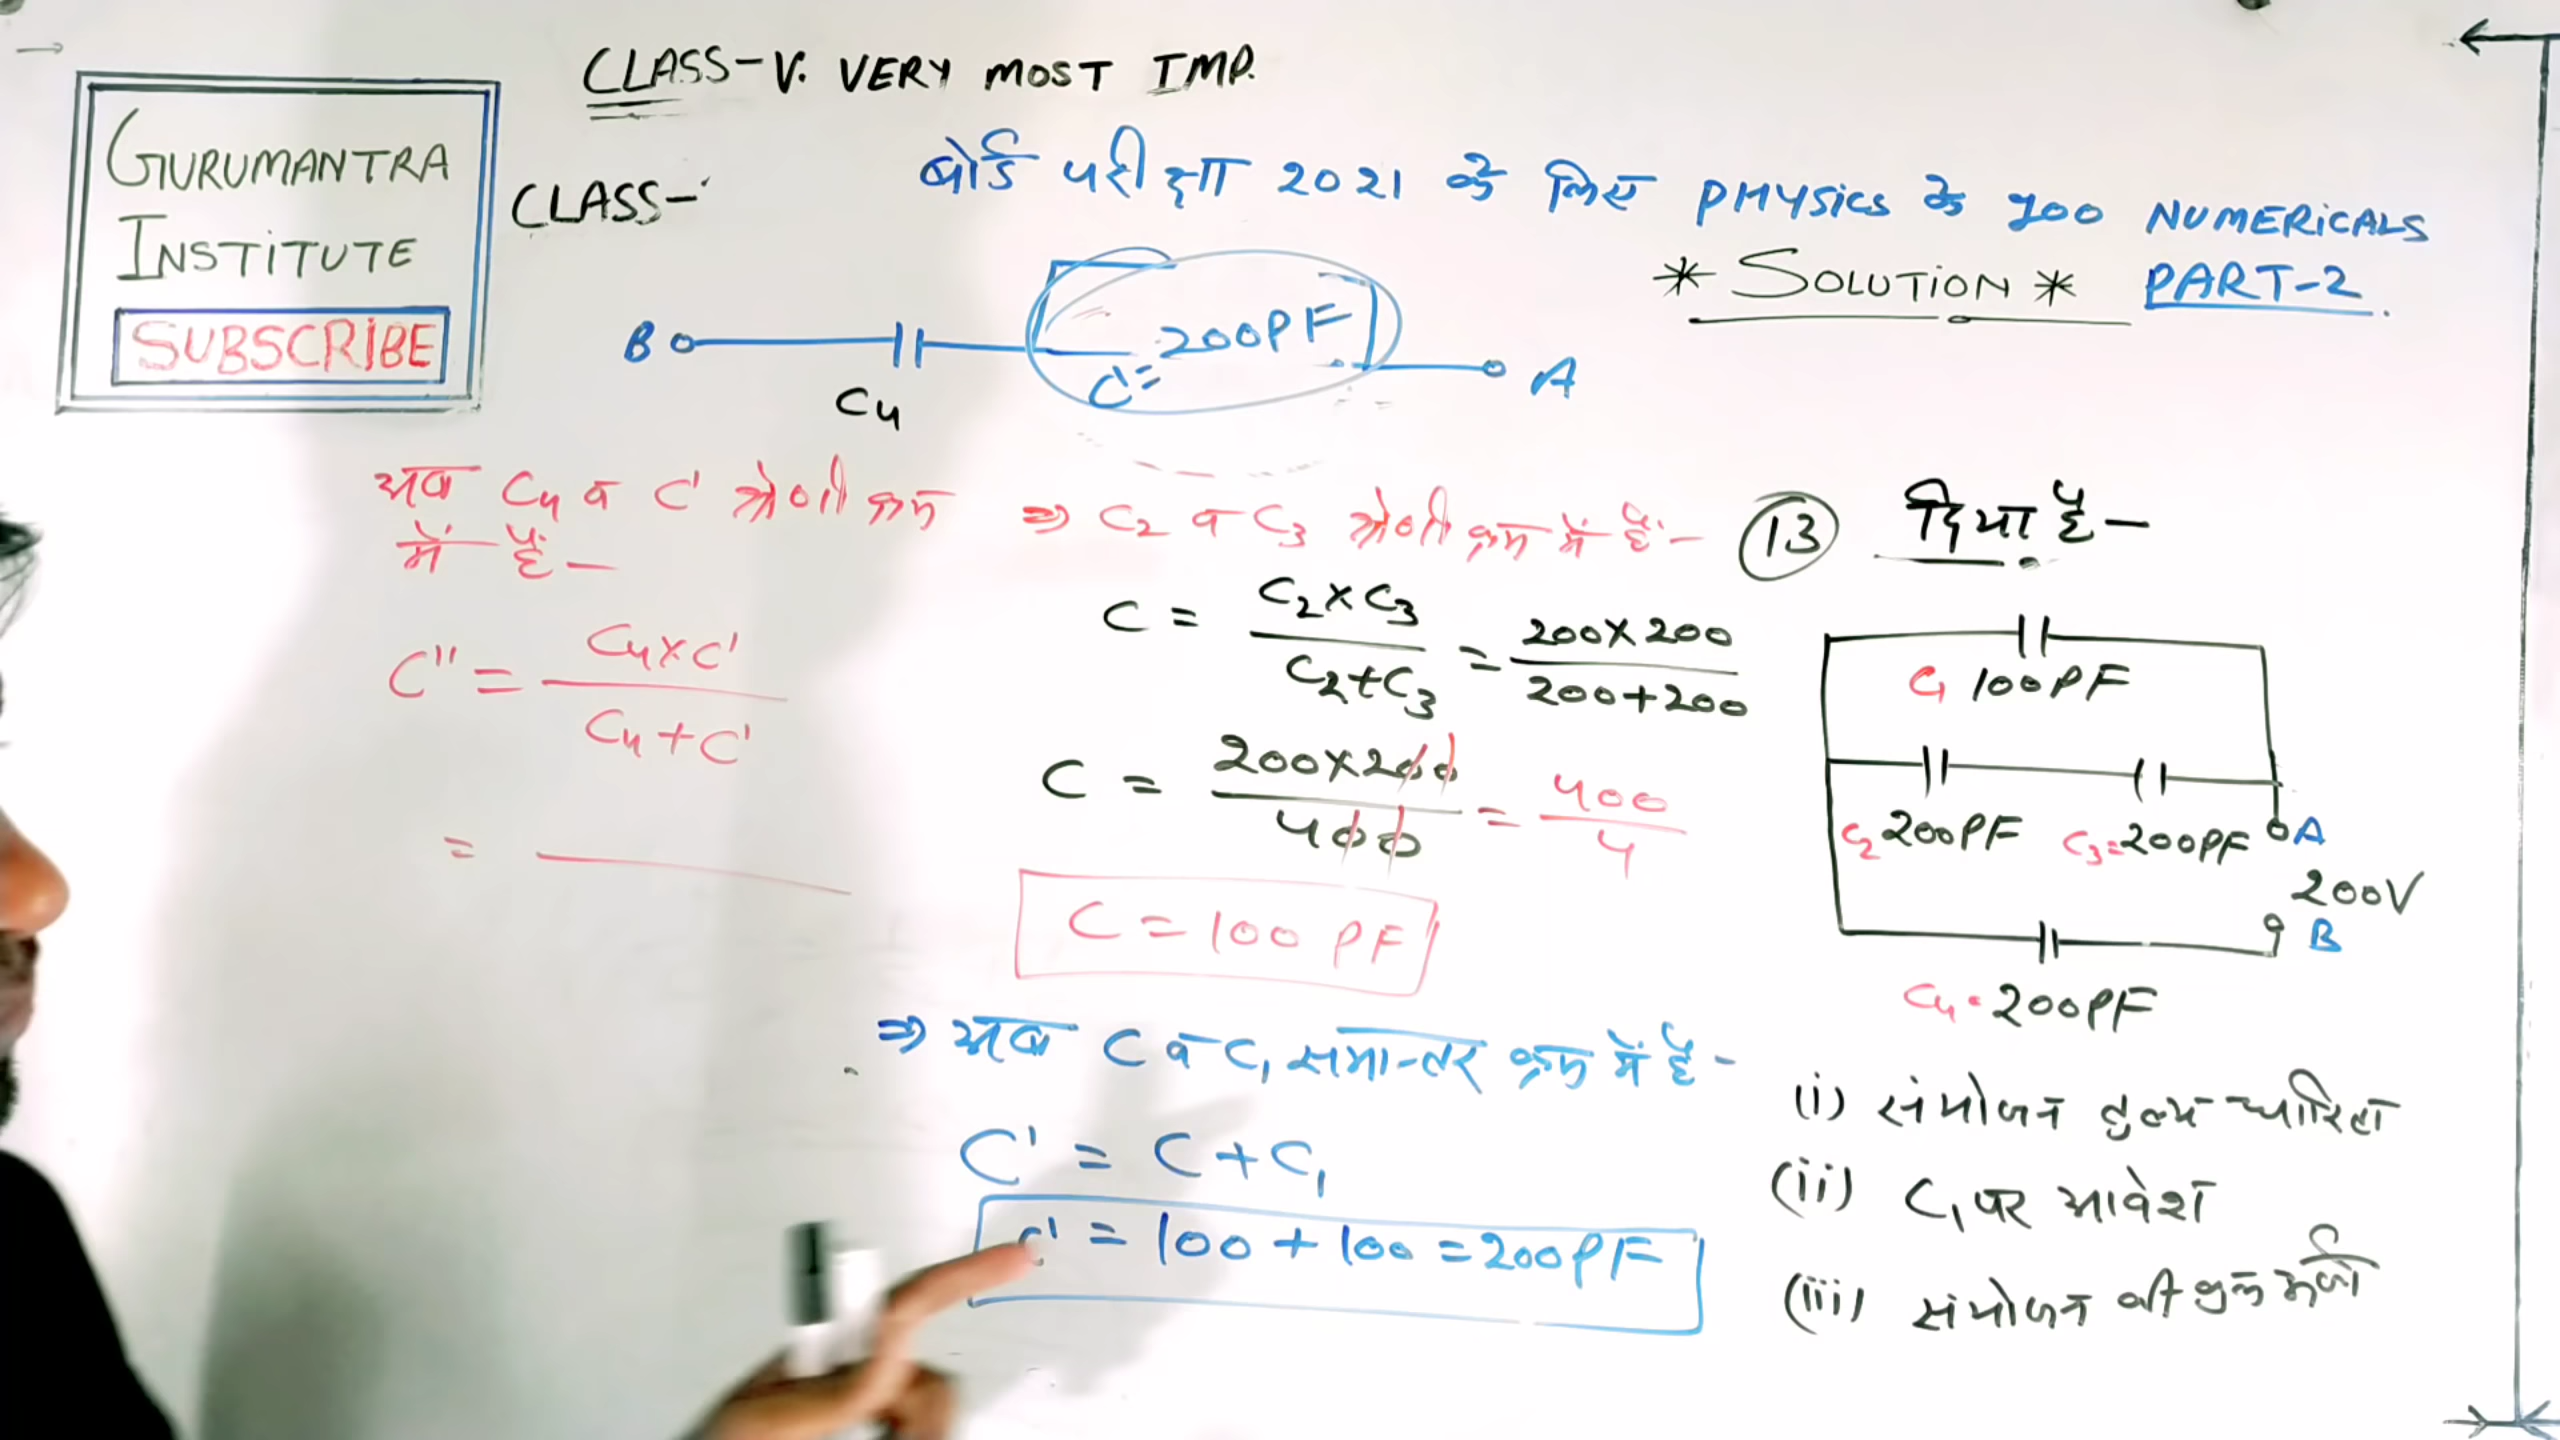 CLASS-V. VERY MOST IMP.
GURUMANTRA
INSTITUTE
SUBSCRIBE
CLASS-
बोर्ड परीक्षा 2021 के लिए PHYSICS के 700 NUMERICALS
* SOLUTION * PART-2.
B C4 C'= 200PF A
अब C4 व C' श्रेणी क्रम
में हैं –
C'' = C4×C' / C4+C'
=
⇒ C2 व C3 श्रेणी क्रम में हैं –
C = C2×C3 / C2+C3 = 200×200 / 200+200
C = 200×200 / 400 = 400 / 4
C = 100 PF
⇒ अब C व C1 समान्तर क्रम में है -
C' = C+C1
C' = 100 + 100 = 200PF
13 दिया है –
C1 100PF
C2 200PF C3=200PF A
200V
B
C4 = 200PF
(i) संयोजन तुल्य धारिता
(ii) C1 पर आवेश
(iii) संयोजन की कुल ऊर्जा